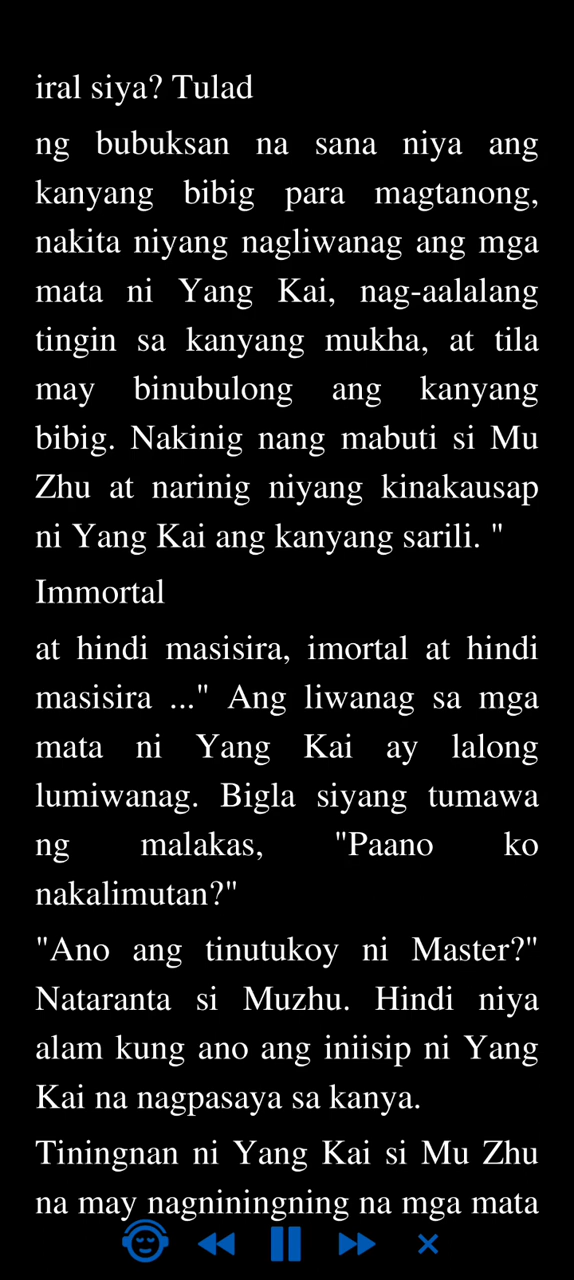 iral siya? Tulad
ng bubuksan na sana niya ang
kanyang bibig para magtanong,
nakita niyang nagliwanag ang mga
mata ni Yang Kai, nag-aalalang
tingin sa kanyang mukha, at tila
may binubulong ang kanyang
bibig. Nakinig nang mabuti si Mu
Zhu at narinig niyang kinakausap
ni Yang Kai ang kanyang sarili. "
Immortal
at hindi masisira, imortal at hindi
masisira ..." Ang liwanag sa mga
mata ni Yang Kai ay lalong
lumiwanag. Bigla siyang tumawa
ng malakas, "Paano ko
nakalimutan?"
"Ano ang tinutukoy ni Master?"
Nataranta si Muzhu. Hindi niya
alam kung ano ang iniisip ni Yang
Kai na nagpasaya sa kanya.
Tiningnan ni Yang Kai si Mu Zhu
na may nagniningning na mga mata